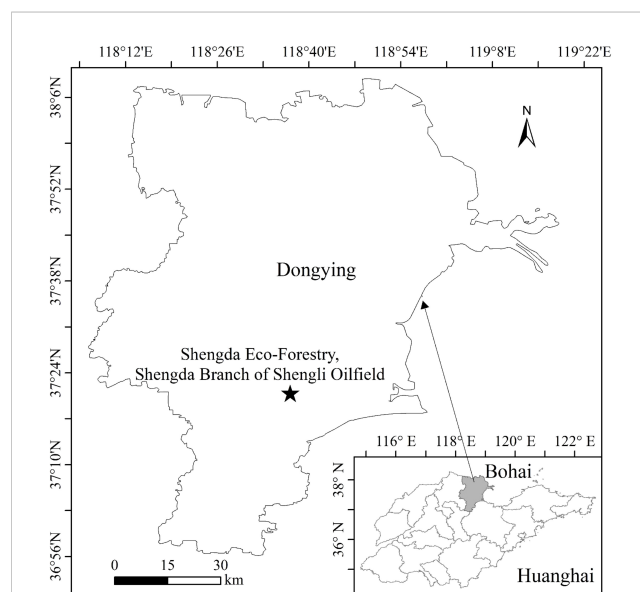 118°12'E 118°26'E 118°40'E 118°54'E 119°8'E 119°22'E
38°6'N
37°52'N
37°38'N
37°24'N
37°10'N
36°56'N
N
Dongying
Shengda Eco-Forestry,
Shengda Branch of Shengli Oilfield
0 15 30
km
116° E 118° E 120° E 122° E
38° N
36° N
Bohai
Huanghai